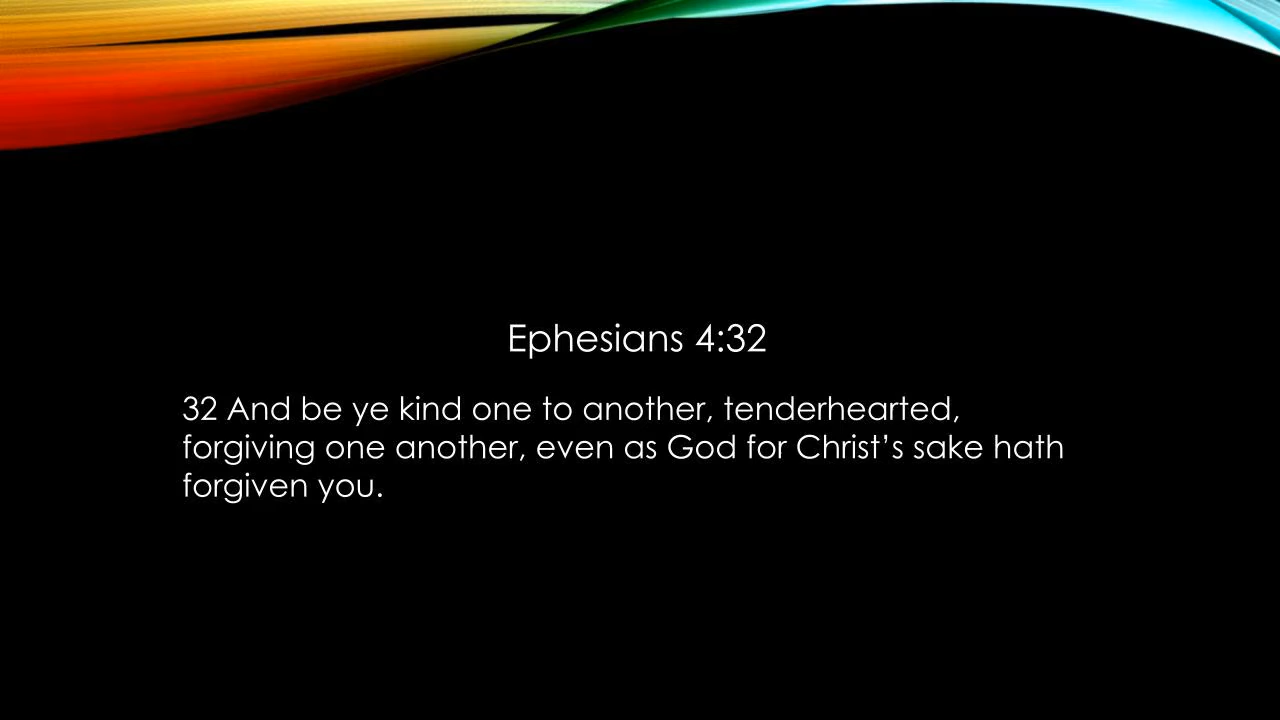 Ephesians 4:32
32 And be ye kind one to another, tenderhearted,
forgiving one another, even as God for Christ’s sake hath
forgiven you.